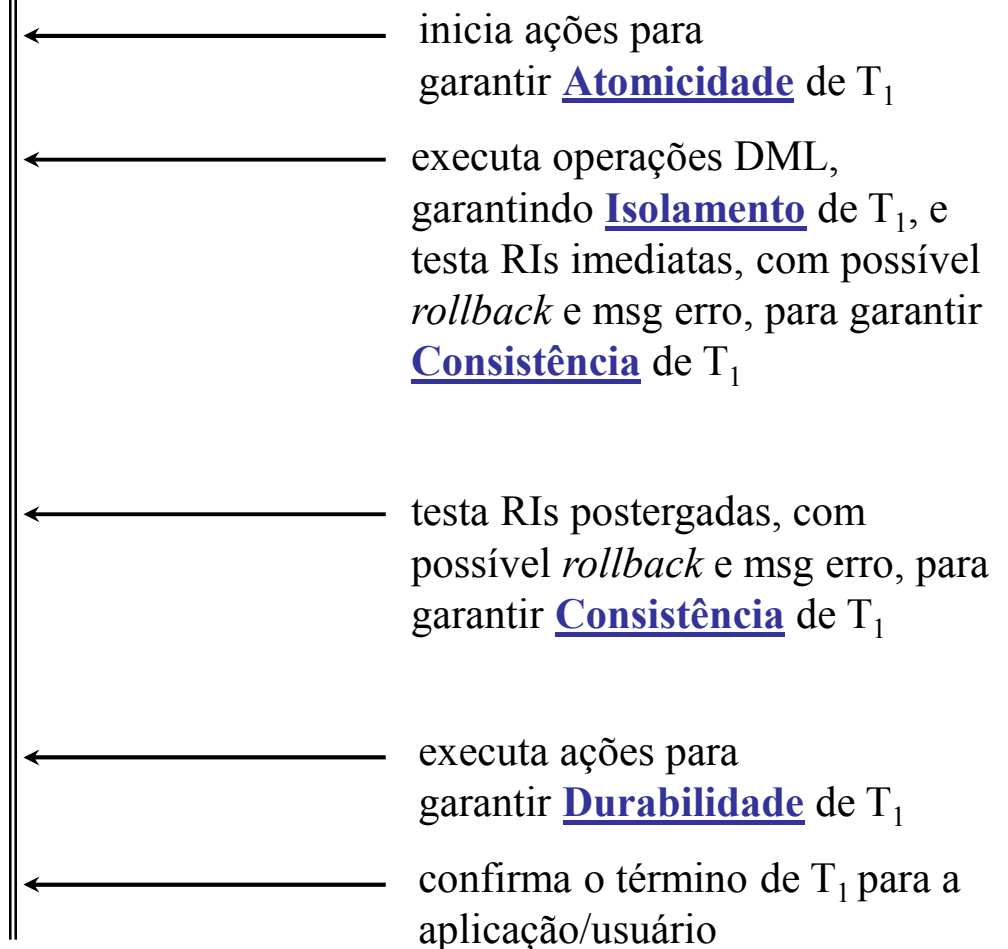 inicia ações para
garantir Atomicidade de T1
executa operações DML,
garantindo Isolamento de T1, e
testa RIs imediatas, com possível
rollback e msg erro, para garantir
Consistência de T1
testa RIs postergadas, com
possível rollback e msg erro, para
garantir Consistência de T1
executa ações para
garantir Durabilidade de T1
confirma o término de T1 para a
aplicação/usuário